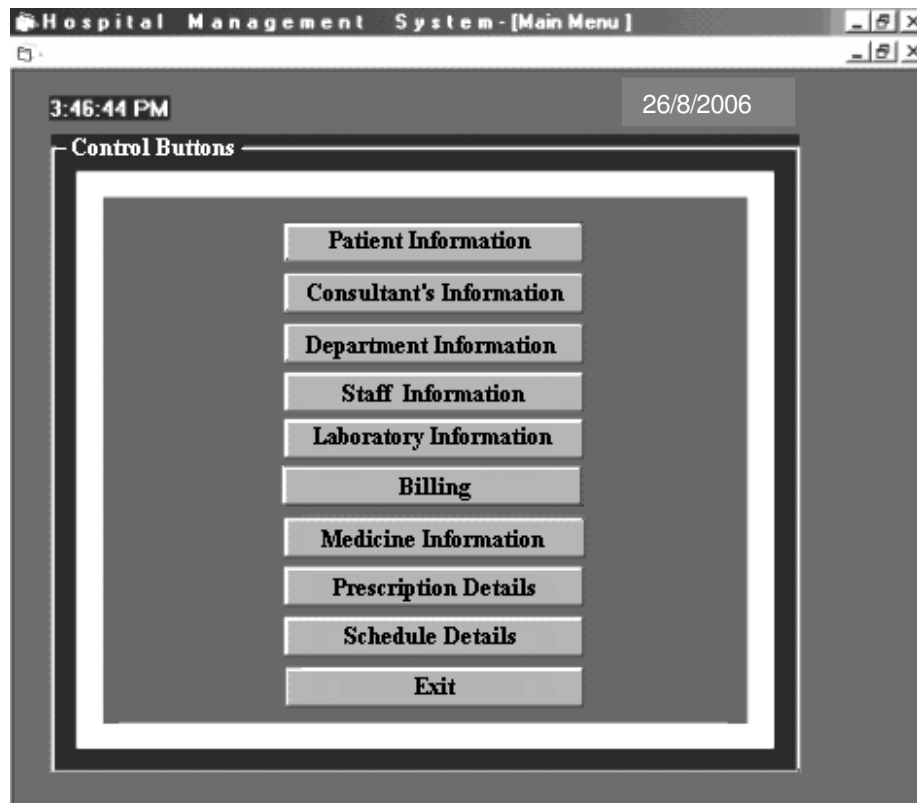 Hospital Management System - [Main Menu ]
3:46:44 PM
26/8/2006
Control Buttons
Patient Information
Consultant's Information
Department Information
Staff Information
Laboratory Information
Billing
Medicine Information
Prescription Details
Schedule Details
Exit